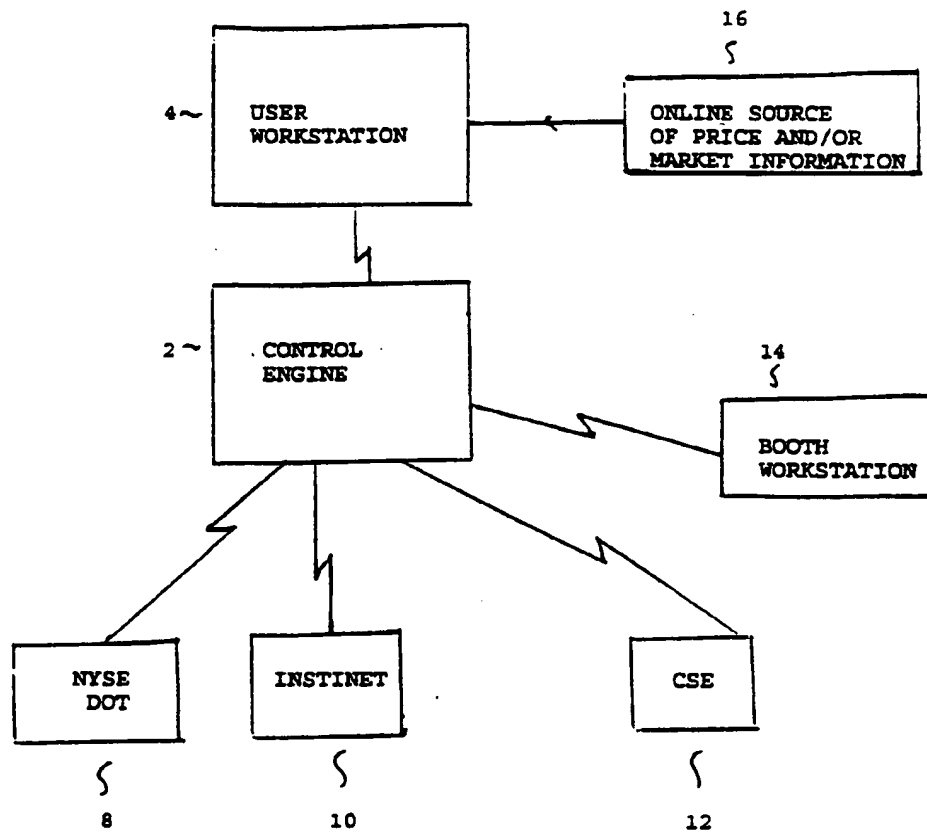 16
4
USER
WORKSTATION
ONLINE SOURCE
OF PRICE AND/OR
MARKET INFORMATION
2
CONTROL
ENGINE
14
BOOTH
WORKSTATION
NYSE
DOT
INSTINET
CSE
8
10
12